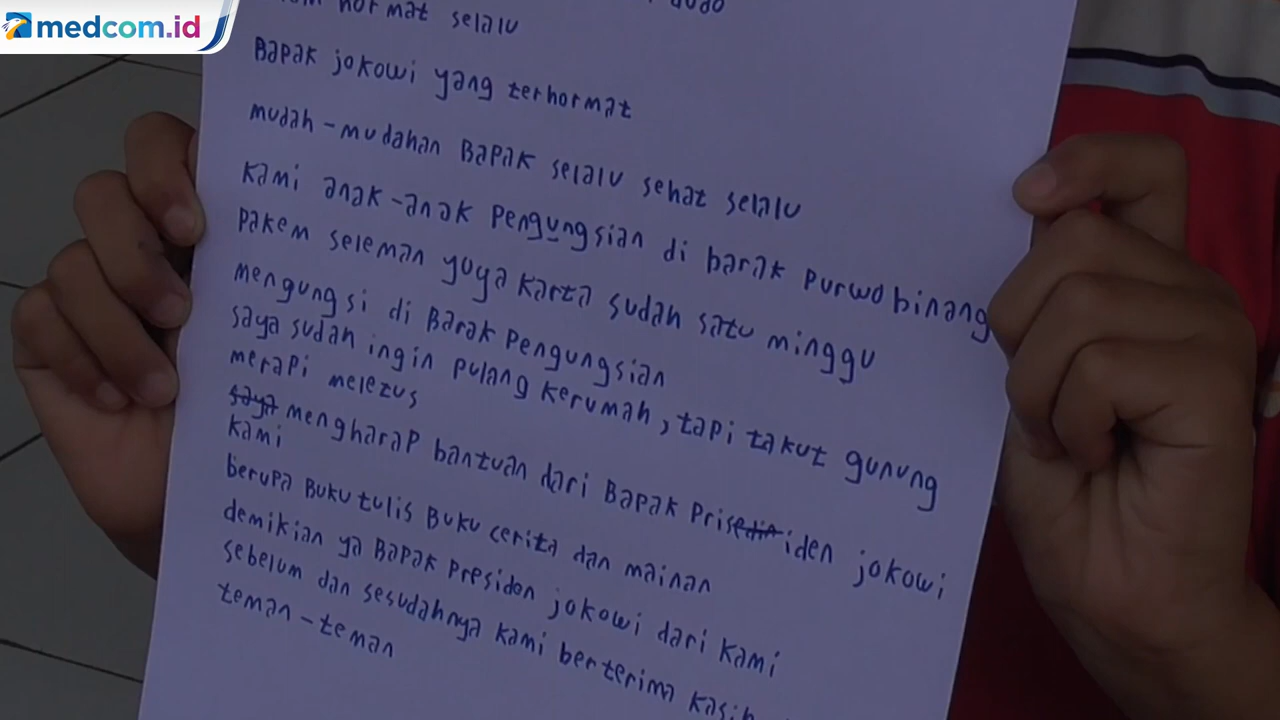 medcom.id
hormat selalu
Bapak jokowi yang terhormat
mudah-mudahan Bapak selalu sehat selalu
Kami anak-anak Pengungsian di barak Purwobinang
Pakem seleman yogya karta sudah satu minggu
mengungsi di Barak Pengungsian
saya sudah ingin pulang kerumah, tapi takut gunung
merapi meletus
saya mengharap bantuan dari Bapak Prisediniden jokowi
kami
berupa Buku tulis Buku cerita dan mainan
demikian ya Bapak Presiden jokowi dari kami
sebelum dan sesudahnya kami berterima kasih
teman-teman